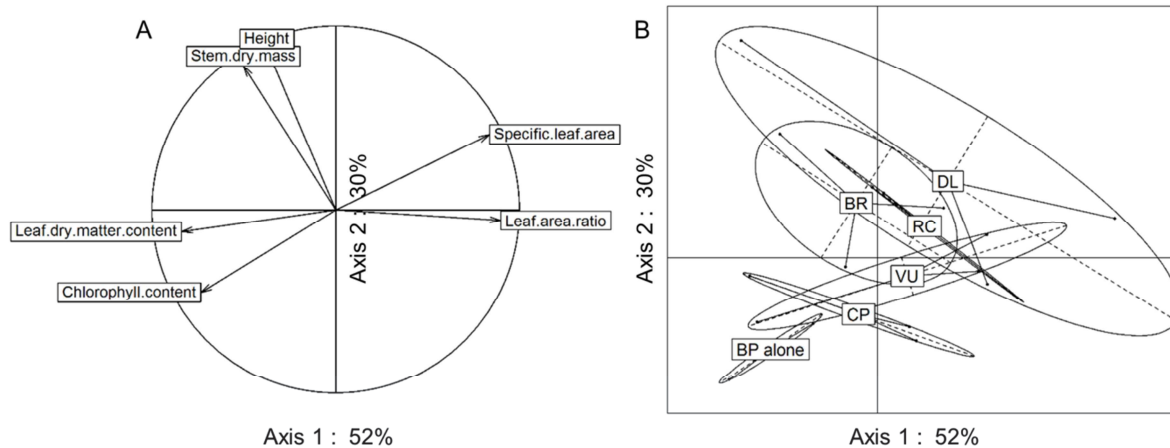 A
Height
Stem.dry.mass
Specific.leaf.area
Leaf.area.ratio
Leaf.dry.matter.content
Chlorophyll.content
Axis 2 : 30%
Axis 1 : 52%
B
DL
BR
RC
VU
CP
BP alone
Axis 2 : 30%
Axis 1 : 52%